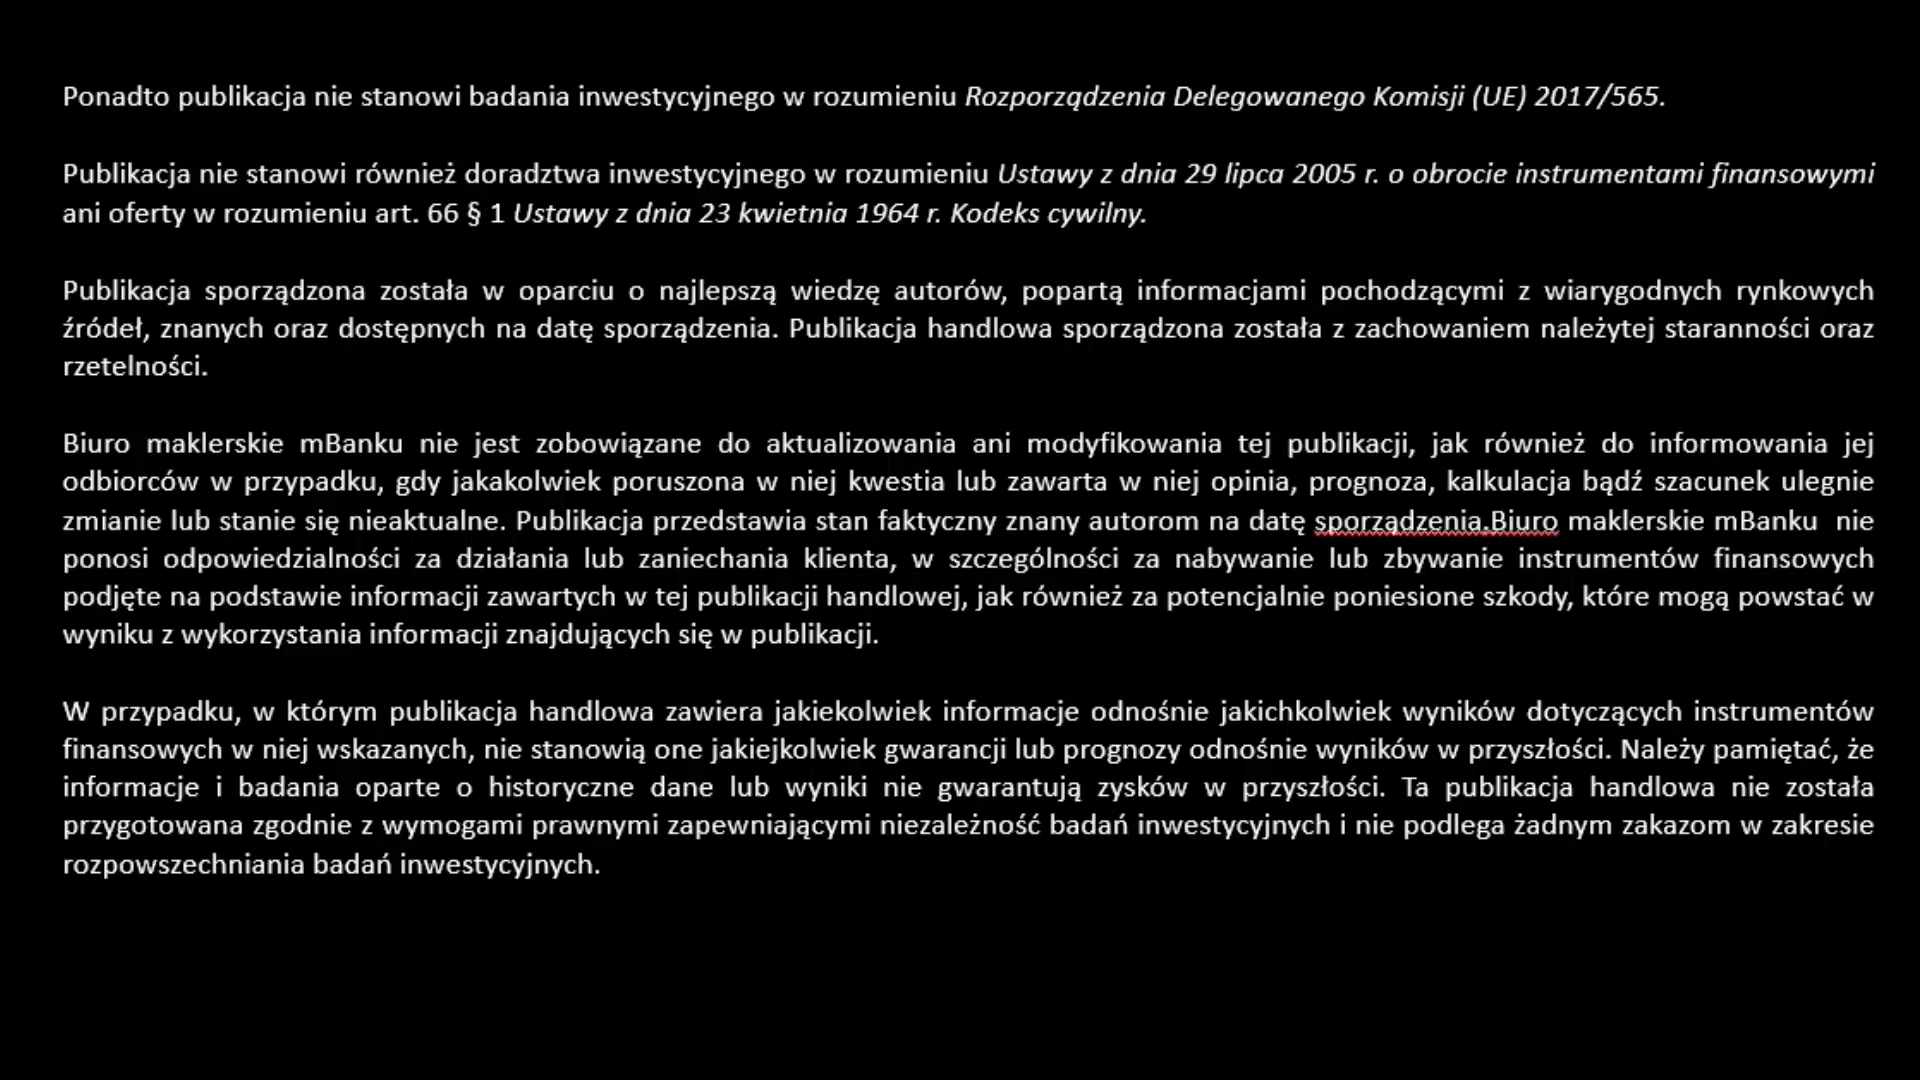 Ponadto publikacja nie stanowi badania inwestycyjnego w rozumieniu Rozporządzenia Delegowanego Komisji (UE) 2017/565.
Publikacja nie stanowi również doradztwa inwestycyjnego w rozumieniu Ustawy z dnia 29 lipca 2005 r. o obrocie instrumentami finansowymi
ani oferty w rozumieniu art. 66 § 1 Ustawy z dnia 23 kwietnia 1964 r. Kodeks cywilny.
Publikacja sporządzona została w oparciu o najlepszą wiedzę autorów, popartą informacjami pochodzącymi z wiarygodnych rynkowych
źródeł, znanych oraz dostępnych na datę sporządzenia. Publikacja handlowa sporządzona została z zachowaniem należytej staranności oraz
rzetelności.
Biuro maklerskie mBanku nie jest zobowiązane do aktualizowania ani modyfikowania tej publikacji, jak również do informowania jej
odbiorców w przypadku, gdy jakakolwiek poruszona w niej kwestia lub zawarta w niej opinia, prognoza, kalkulacja bądź szacunek ulegnie
zmianie lub stanie się nieaktualne. Publikacja przedstawia stan faktyczny znany autorom na datę sporządzenia.Biuro maklerskie mBanku nie
ponosi odpowiedzialności za działania lub zaniechania klienta, w szczególności za nabywanie lub zbywanie instrumentów finansowych
podjęte na podstawie informacji zawartych w tej publikacji handlowej, jak również za potencjalnie poniesione szkody, które mogą powstać w
wyniku z wykorzystania informacji znajdujących się w publikacji.
W przypadku, w którym publikacja handlowa zawiera jakiekolwiek informacje odnośnie jakichkolwiek wyników dotyczących instrumentów
finansowych w niej wskazanych, nie stanowią one jakiejkolwiek gwarancji lub prognozy odnośnie wyników w przyszłości. Należy pamiętać, że
informacje i badania oparte o historyczne dane lub wyniki nie gwarantują zysków w przyszłości. Ta publikacja handlowa nie została
przygotowana zgodnie z wymogami prawnymi zapewniającymi niezależność badań inwestycyjnych i nie podlega żadnym zakazom w zakresie
rozpowszechniania badań inwestycyjnych.